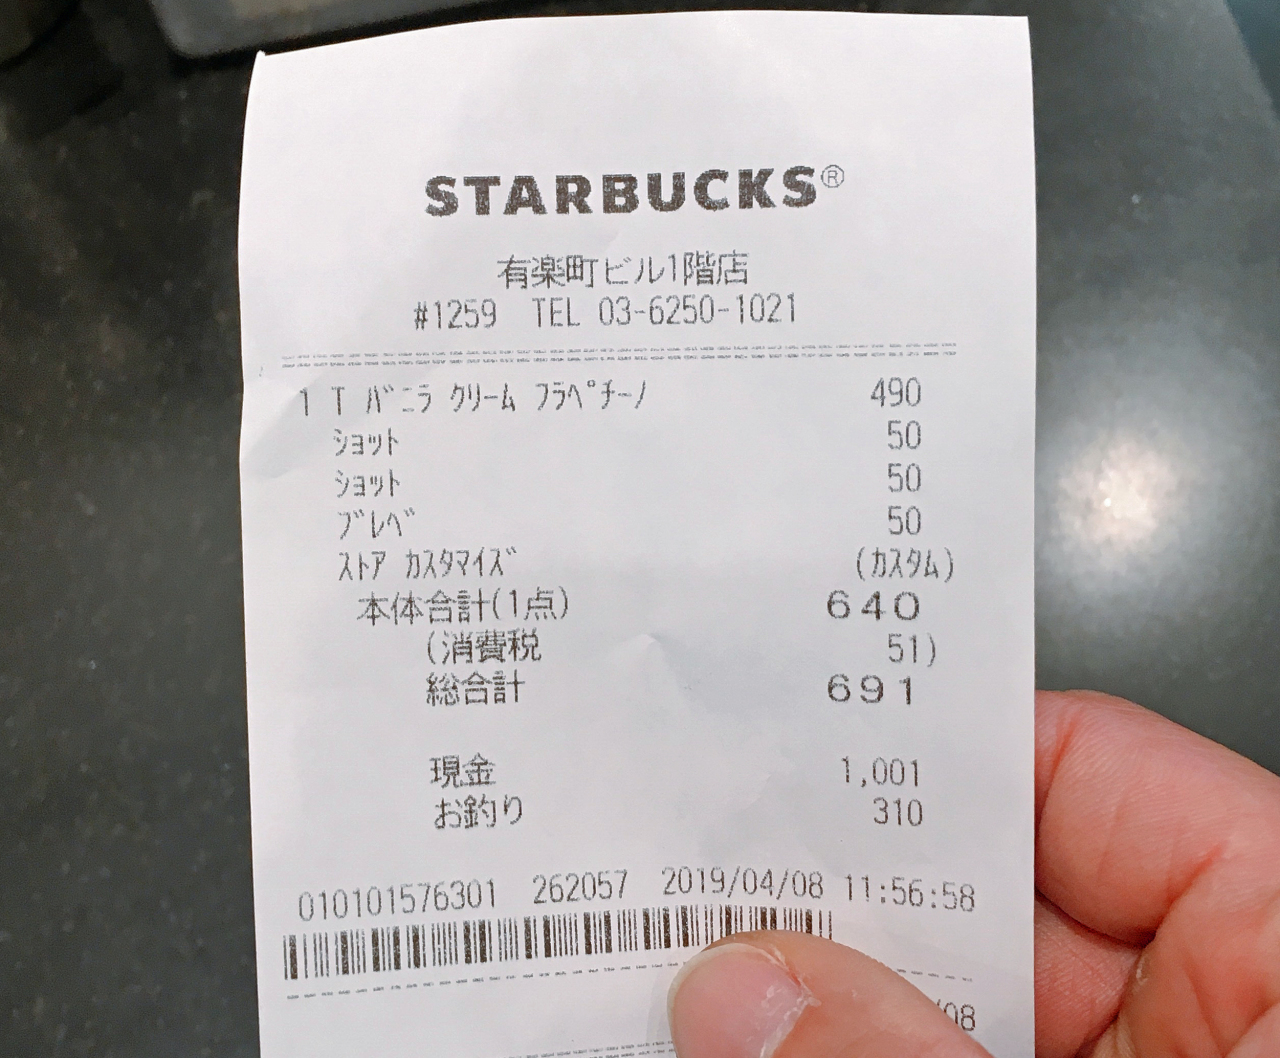 STARBUCKS®
有楽町ビル1階店
#1259 TEL 03-6250-1021
1 T バニラ クリーム フラペチーノ 490
ショット 50
ショット 50
ブレベ 50
ストア カスタマイズ (カスタム)
本体合計(1点) 640
(消費税 51)
総合計 691
現金 1,001
お釣り 310
010101576301 262057 2019/04/08 11:56:58
/08